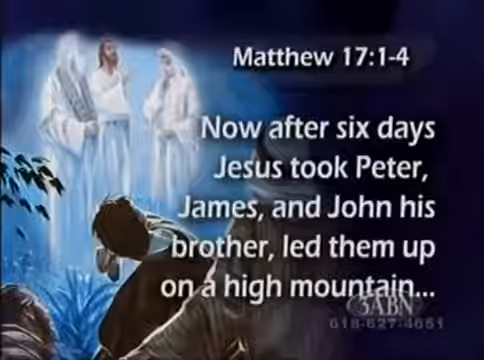 Matthew 17:1-4
Now after six days
Jesus took Peter,
James, and John his
brother, led them up
on a high mountain...
3ABN
618-627-4651